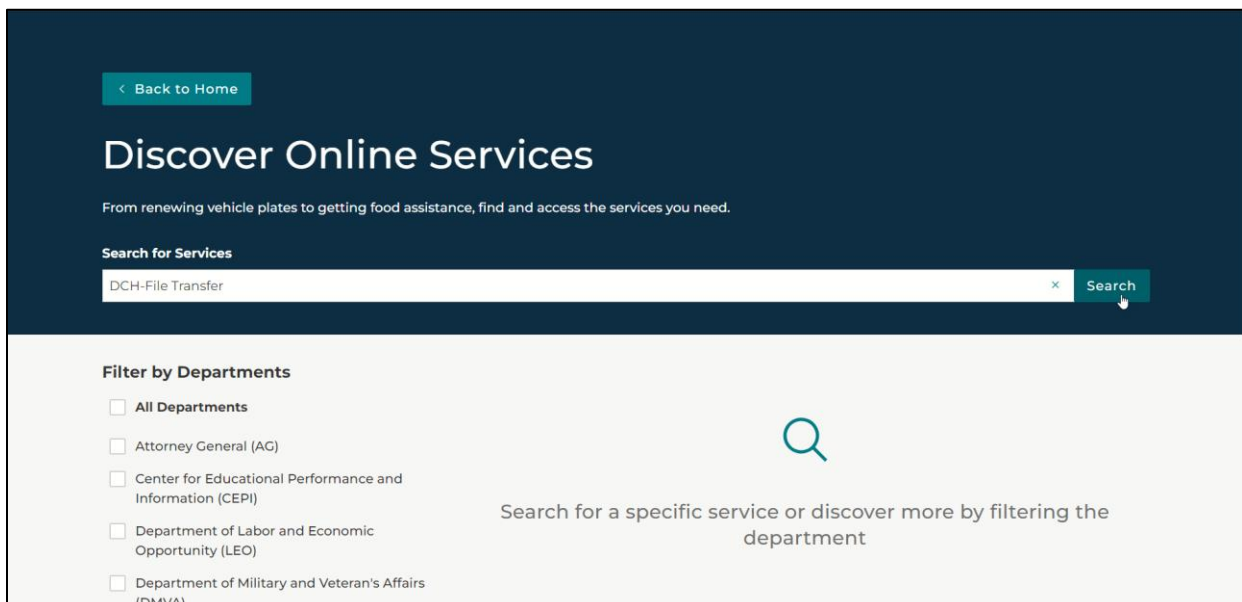 < Back to Home
Discover Online Services
From renewing vehicle plates to getting food assistance, find and access the services you need.
Search for Services
DCH-File Transfer
×
Search
Filter by Departments
All Departments
Attorney General (AG)
Center for Educational Performance and
Information (CEPI)
Department of Labor and Economic
Opportunity (LEO)
Department of Military and Veteran's Affairs
(DMVA)
Search for a specific service or discover more by filtering the
department